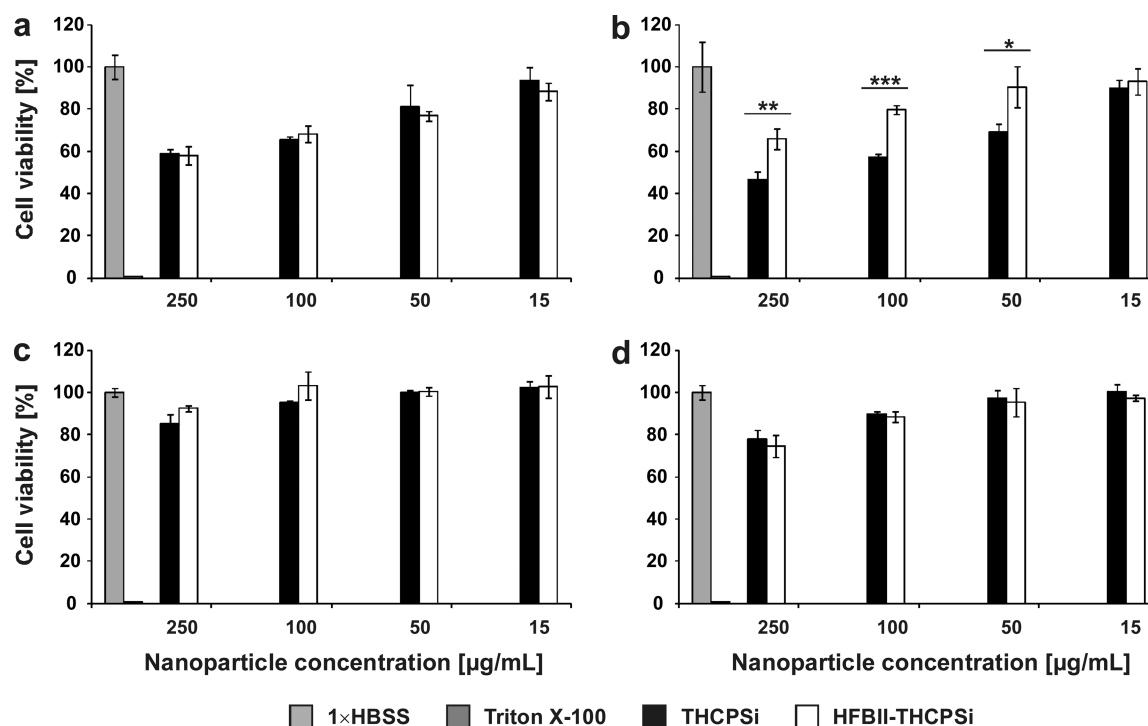 a
b
Cell viability [%]
120
100
80
60
40
20
0
250 100 50 15
120
100
80
60
40
20
0
**
***
*
250 100 50 15
c
d
Cell viability [%]
120
100
80
60
40
20
0
250 100 50 15
Nanoparticle concentration [µg/mL]
120
100
80
60
40
20
0
250 100 50 15
Nanoparticle concentration [µg/mL]
1×HBSS Triton X-100 THCPSi HFBII-THCPSi